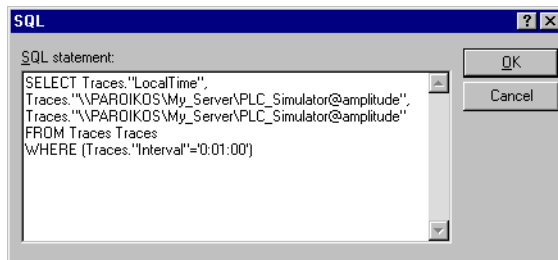 SQL
SQL statement:
SELECT Traces."LocalTime",
Traces."\\PAROIKOS\My_Server\PLC_Simulator@amplitude",
Traces."\\PAROIKOS\My_Server\PLC_Simulator@amplitude"
FROM Traces Traces
WHERE (Traces."Interval"='0:01:00')
OK
Cancel